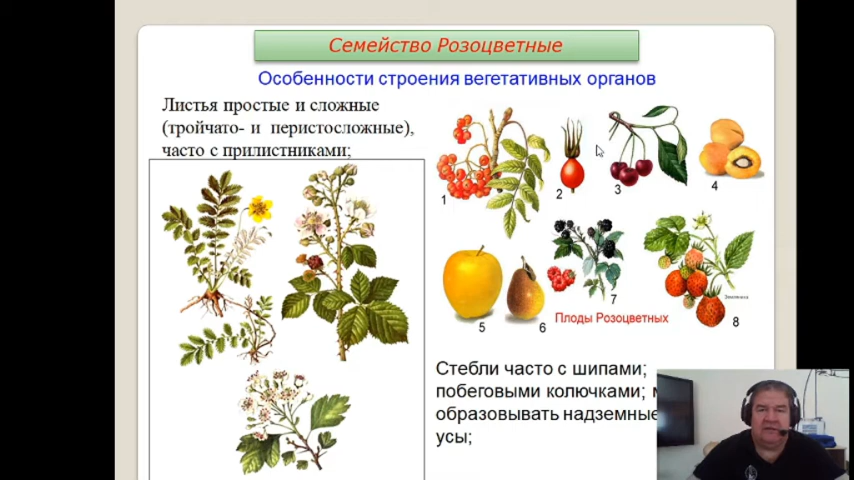 Семейство Розоцветные
Особенности строения вегетативных органов
Листья простые и сложные
(тройчато- и перистосложные),
часто с прилистниками;
1
2
3
4
5
6
7
8
Земляника
Плоды Розоцветных
Стебли часто с шипами;
побеговыми колючками;
образовывать надземные
усы;